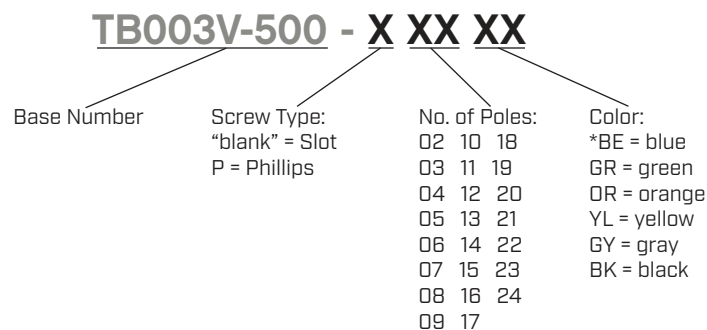 TB003V-500 - X XX XX
Base Number
Screw Type:
“blank” = Slot
P = Phillips
No. of Poles:
02 10 18
03 11 19
04 12 20
05 13 21
06 14 22
07 15 23
08 16 24
09 17
Color:
*BE = blue
GR = green
OR = orange
YL = yellow
GY = gray
BK = black